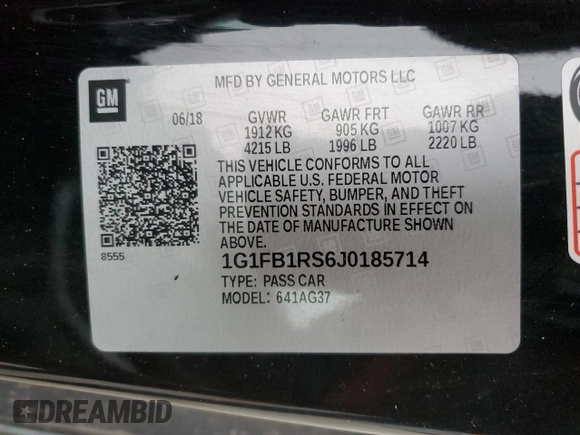 MFD BY GENERAL MOTORS LLC
GM
06/18 GVWR GAWR FRT GAWR RR
1912 KG 905 KG 1007 KG
4215 LB 1996 LB 2220 LB
THIS VEHICLE CONFORMS TO ALL
APPLICABLE U.S. FEDERAL MOTOR
VEHICLE SAFETY, BUMPER, AND THEFT
PREVENTION STANDARDS IN EFFECT ON
THE DATE OF MANUFACTURE SHOWN
ABOVE.
8555
1G1FB1RS6J0185714
TYPE: PASS CAR
MODEL: 641AG37
DREAMBID